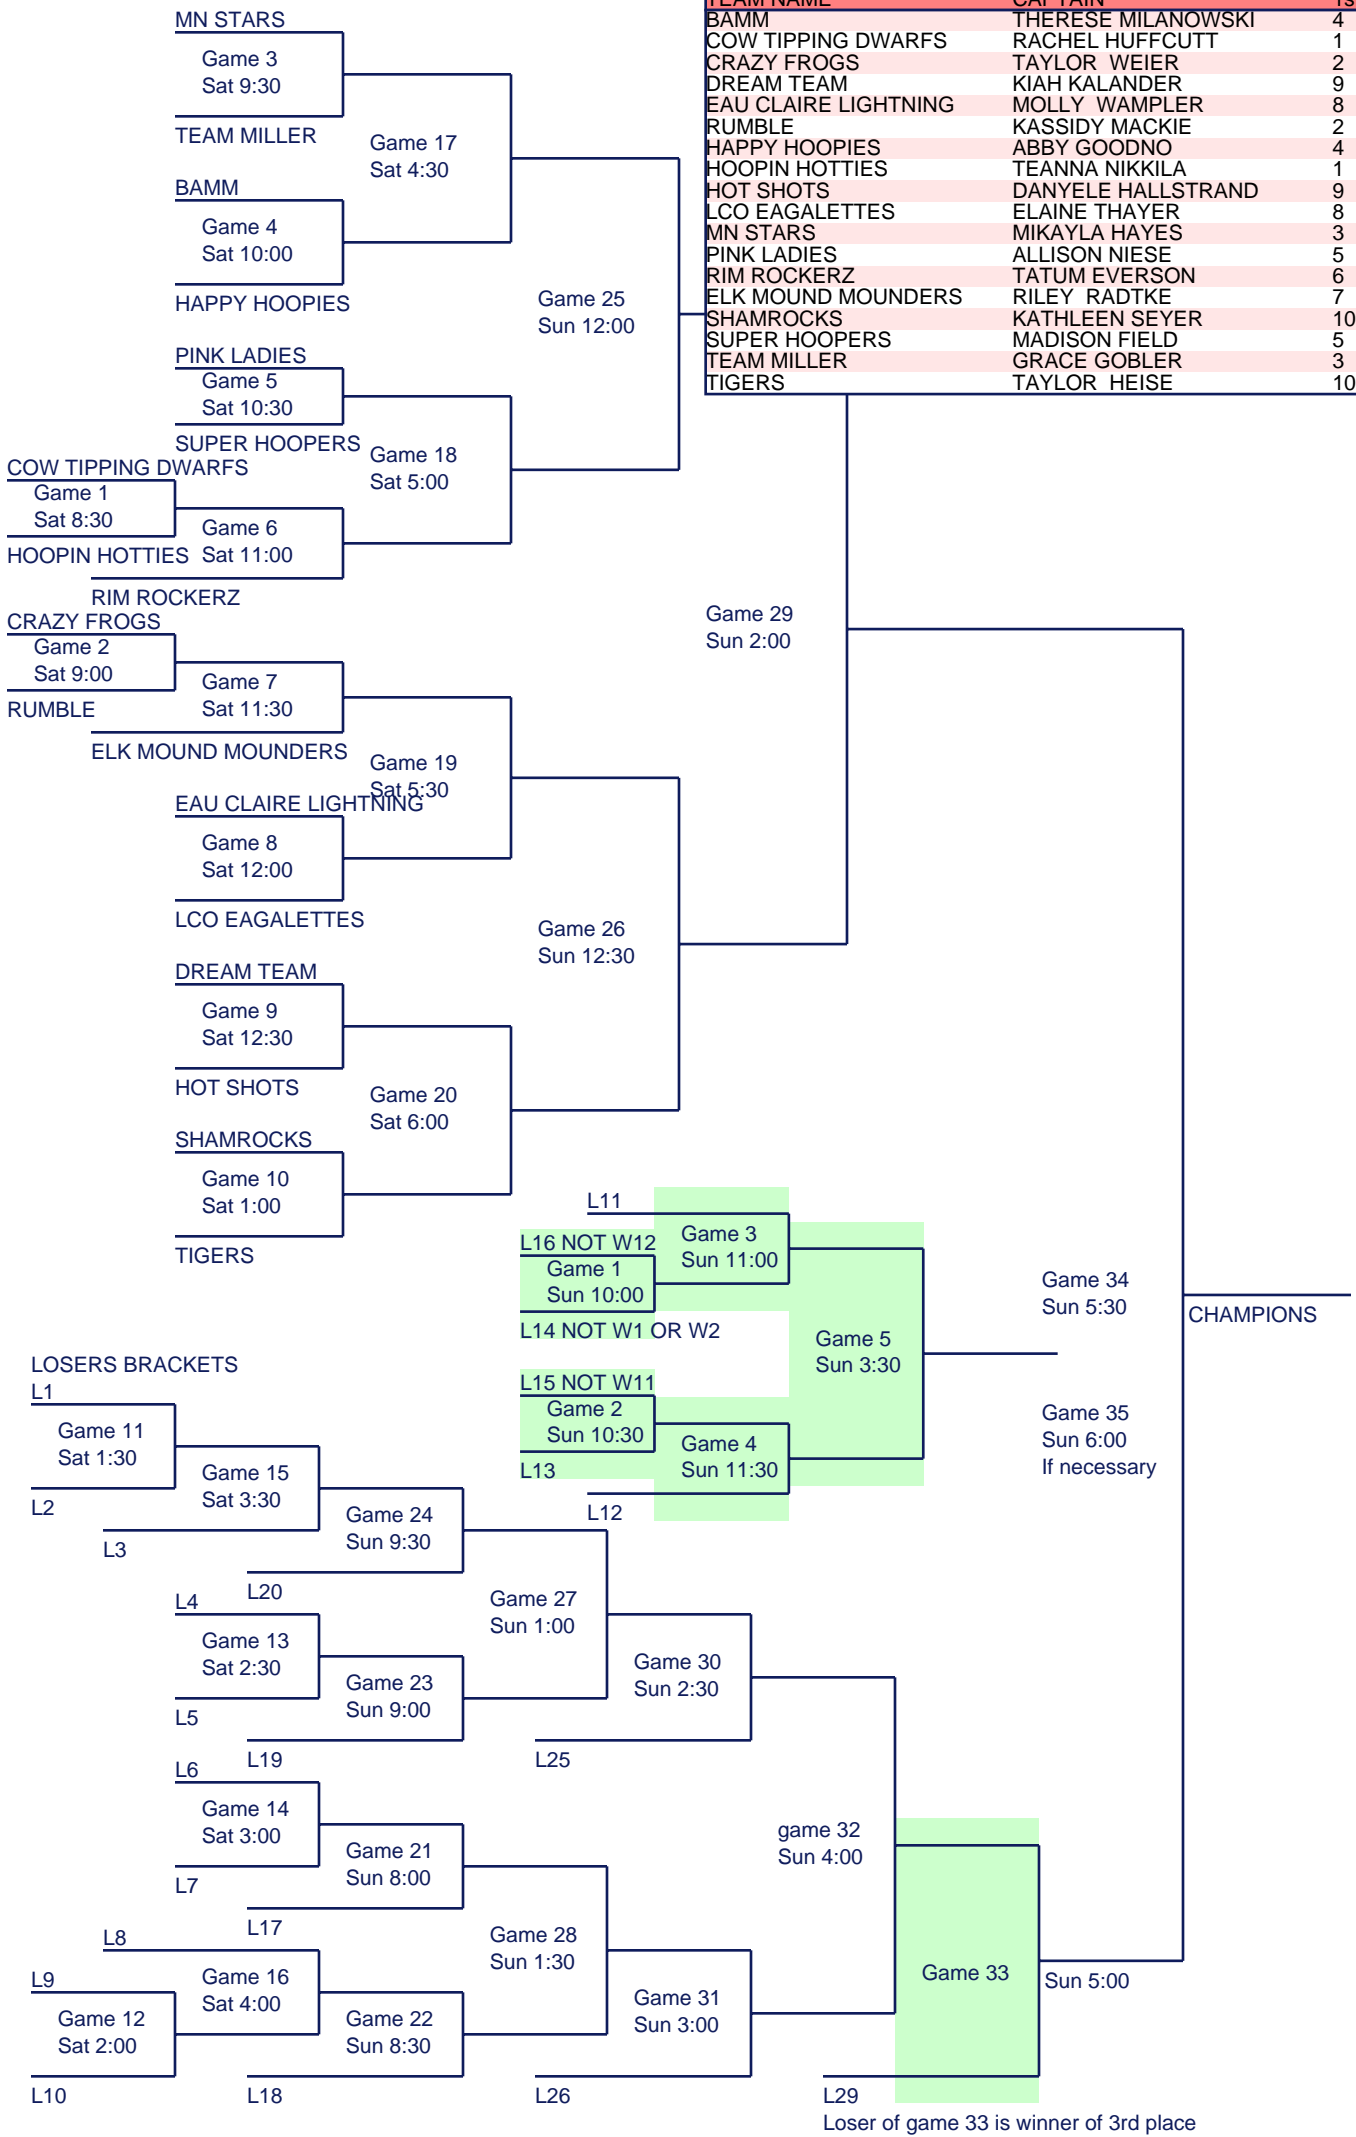 TEAM NAME CAPTAIN 1s
BAMM THERESE MILANOWSKI 4
COW TIPPING DWARFS RACHEL HUFFCUTT 1
CRAZY FROGS TAYLOR WEIER 2
DREAM TEAM KIAH KALANDER 9
EAU CLAIRE LIGHTNING MOLLY WAMPLER 8
RUMBLE KASSIDY MACKIE 2
HAPPY HOOPIES ABBY GOODNO 4
HOOPIN HOTTIES TEANNA NIKKILA 1
HOT SHOTS DANYELE HALLSTRAND 9
LCO EAGALETTES ELAINE THAYER 8
MN STARS MIKAYLA HAYES 3
PINK LADIES ALLISON NIESE 5
RIM ROCKERZ TATUM EVERSON 6
ELK MOUND MOUNDERS RILEY RADTKE 7
SHAMROCKS KATHLEEN SEYER 10
SUPER HOOPERS MADISON FIELD 5
TEAM MILLER GRACE GOBLER 3
TIGERS TAYLOR HEISE 10
MN STARS
Game 3
Sat 9:30
TEAM MILLER
Game 17
Sat 4:30
BAMM
Game 4
Sat 10:00
HAPPY HOOPIES
Game 25
Sun 12:00
PINK LADIES
Game 5
Sat 10:30
SUPER HOOPERS
Game 18
Sat 5:00
COW TIPPING DWARFS
Game 1
Sat 8:30
HOOPIN HOTTIES
Game 6
Sat 11:00
RIM ROCKERZ
CRAZY FROGS
Game 2
Sat 9:00
RUMBLE
Game 7
Sat 11:30
ELK MOUND MOUNDERS
Game 29
Sun 2:00
Game 19
Sat 5:30
EAU CLAIRE LIGHTNING
Game 8
Sat 12:00
LCO EAGALETTES
Game 26
Sun 12:30
DREAM TEAM
Game 9
Sat 12:30
HOT SHOTS
Game 20
Sat 6:00
SHAMROCKS
Game 10
Sat 1:00
TIGERS
L11
Game 3
Sun 11:00
L16 NOT W12
Game 1
Sun 10:00
L14 NOT W1 OR W2
Game 5
Sun 3:30
L15 NOT W11
Game 2
Sun 10:30
L13
Game 4
Sun 11:30
L12
Game 34
Sun 5:30
CHAMPIONS
Game 35
Sun 6:00
If necessary
LOSERS BRACKETS
L1
Game 11
Sat 1:30
L2
Game 15
Sat 3:30
L3
Game 24
Sun 9:30
L20
L4
Game 13
Sat 2:30
L5
Game 23
Sun 9:00
L19
Game 27
Sun 1:00
Game 30
Sun 2:30
L25
L6
Game 14
Sat 3:00
L7
Game 21
Sun 8:00
L17
game 32
Sun 4:00
L8
Game 16
Sat 4:00
L9
Game 12
Sat 2:00
L10
Game 22
Sun 8:30
L18
Game 28
Sun 1:30
Game 31
Sun 3:00
L26
Game 33
Sun 5:00
L29
Loser of game 33 is winner of 3rd place